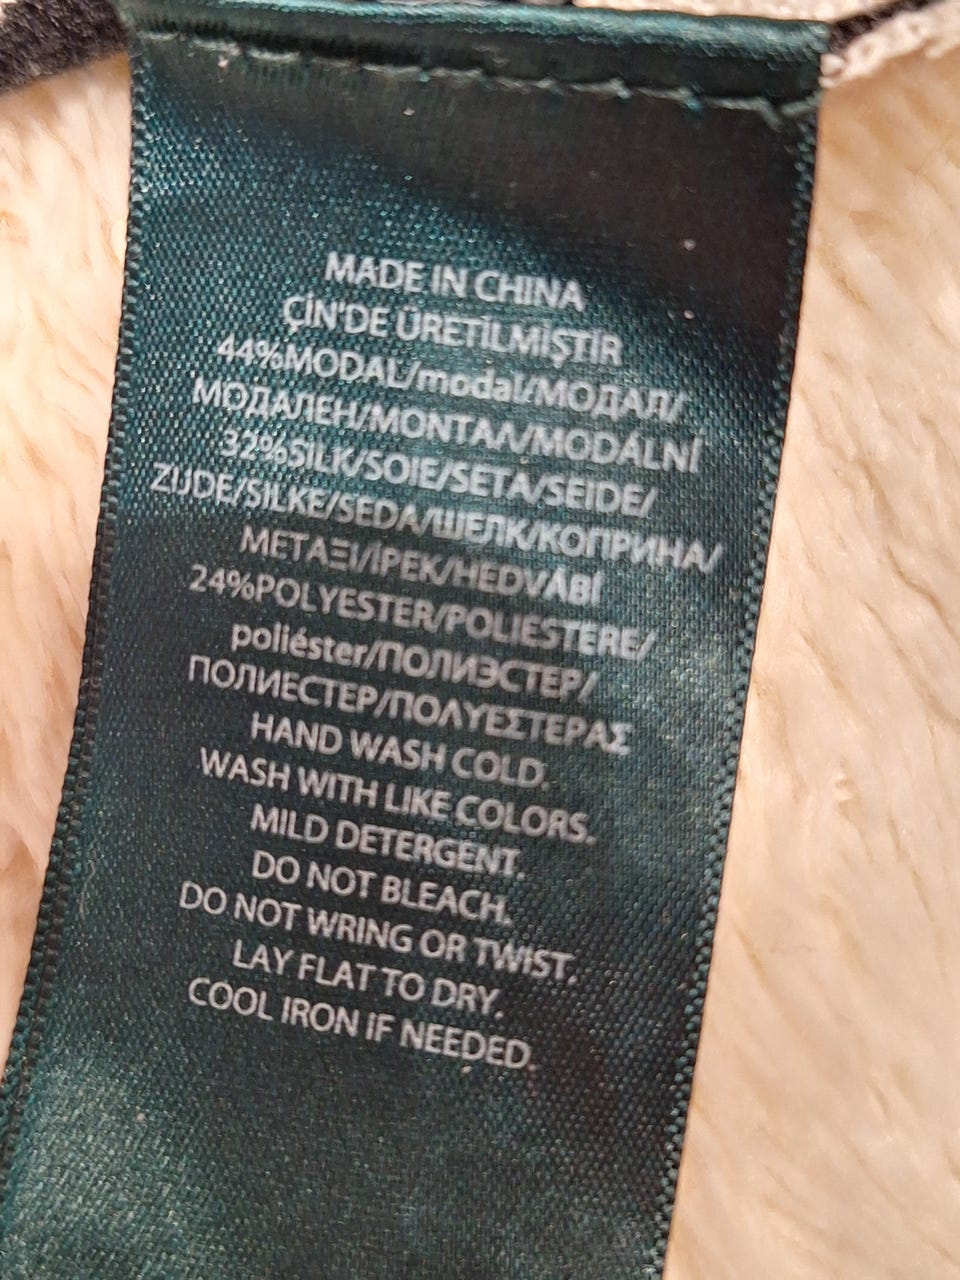 MADE IN CHINA
ÇİN'DE ÜRETİLMİŞTİR
44%MODAL/modal/МОДАЛ/
МОДАЛЕН/ΜΟΝΤΑΛ/MODÁLNÍ
32%SILK/SOIE/SETA/SEIDE/
ZIJDE/SILKE/SEDA/ШЕЛК/КОПРИНА/
ΜΕΤΑΞΙ/İPEK/HEDVÁBÍ
24%POLYESTER/POLIESTERE/
poliéster/ПОЛИЭСТЕР/
ПОЛИЕСТЕР/ΠΟΛΥΕΣΤΕΡΑΣ
HAND WASH COLD.
WASH WITH LIKE COLORS.
MILD DETERGENT.
DO NOT BLEACH.
DO NOT WRING OR TWIST.
LAY FLAT TO DRY.
COOL IRON IF NEEDED.